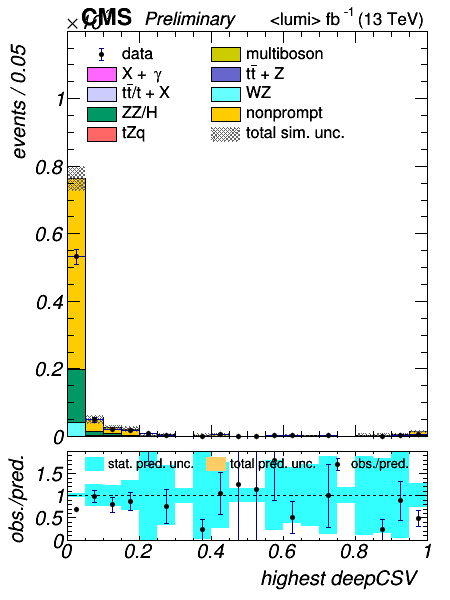 CMS Preliminary <lumi> fb⁻¹ (13 TeV)
events / 0.05
data
X + γ
tt̄/t + X
ZZ/H
tZq
multiboson
tt̄ + Z
WZ
nonprompt
total sim. unc.
1
0.8
0.6
0.4
0.2
0
obs./pred.
stat. pred. unc. total pred. unc. obs./pred.
1.5
1
0.5
0
0 0.2 0.4 0.6 0.8 1
highest deepCSV